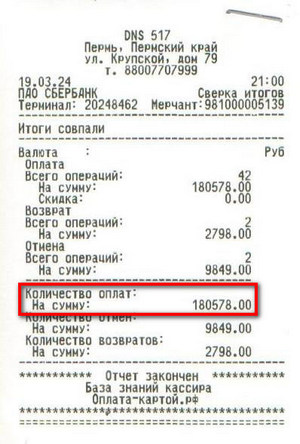 DNS 517
Пермь, Пермский край
ул. Крупской, дом 79
т. 88007707999
19.03.24 21:00
ПАО СБЕРБАНК Сверка итогов
Терминал: 20248462 Мерчант:981000005139
Итоги совпали
Валюта : Руб
Оплата
Всего операций: 42
На сумму: 180578.00
Скидка: 0.00
Возврат
Всего операций: 2
На сумму: 2798.00
Отмена
Всего операций: 2
На сумму: 9849.00
Количество оплат:
На сумму: 180578.00
Количество отмен:
На сумму: 9849.00
Количество возвратов:
На сумму: 2798.00
********** Отчет закончен **********
База знаний кассира
Оплата-картой.рф